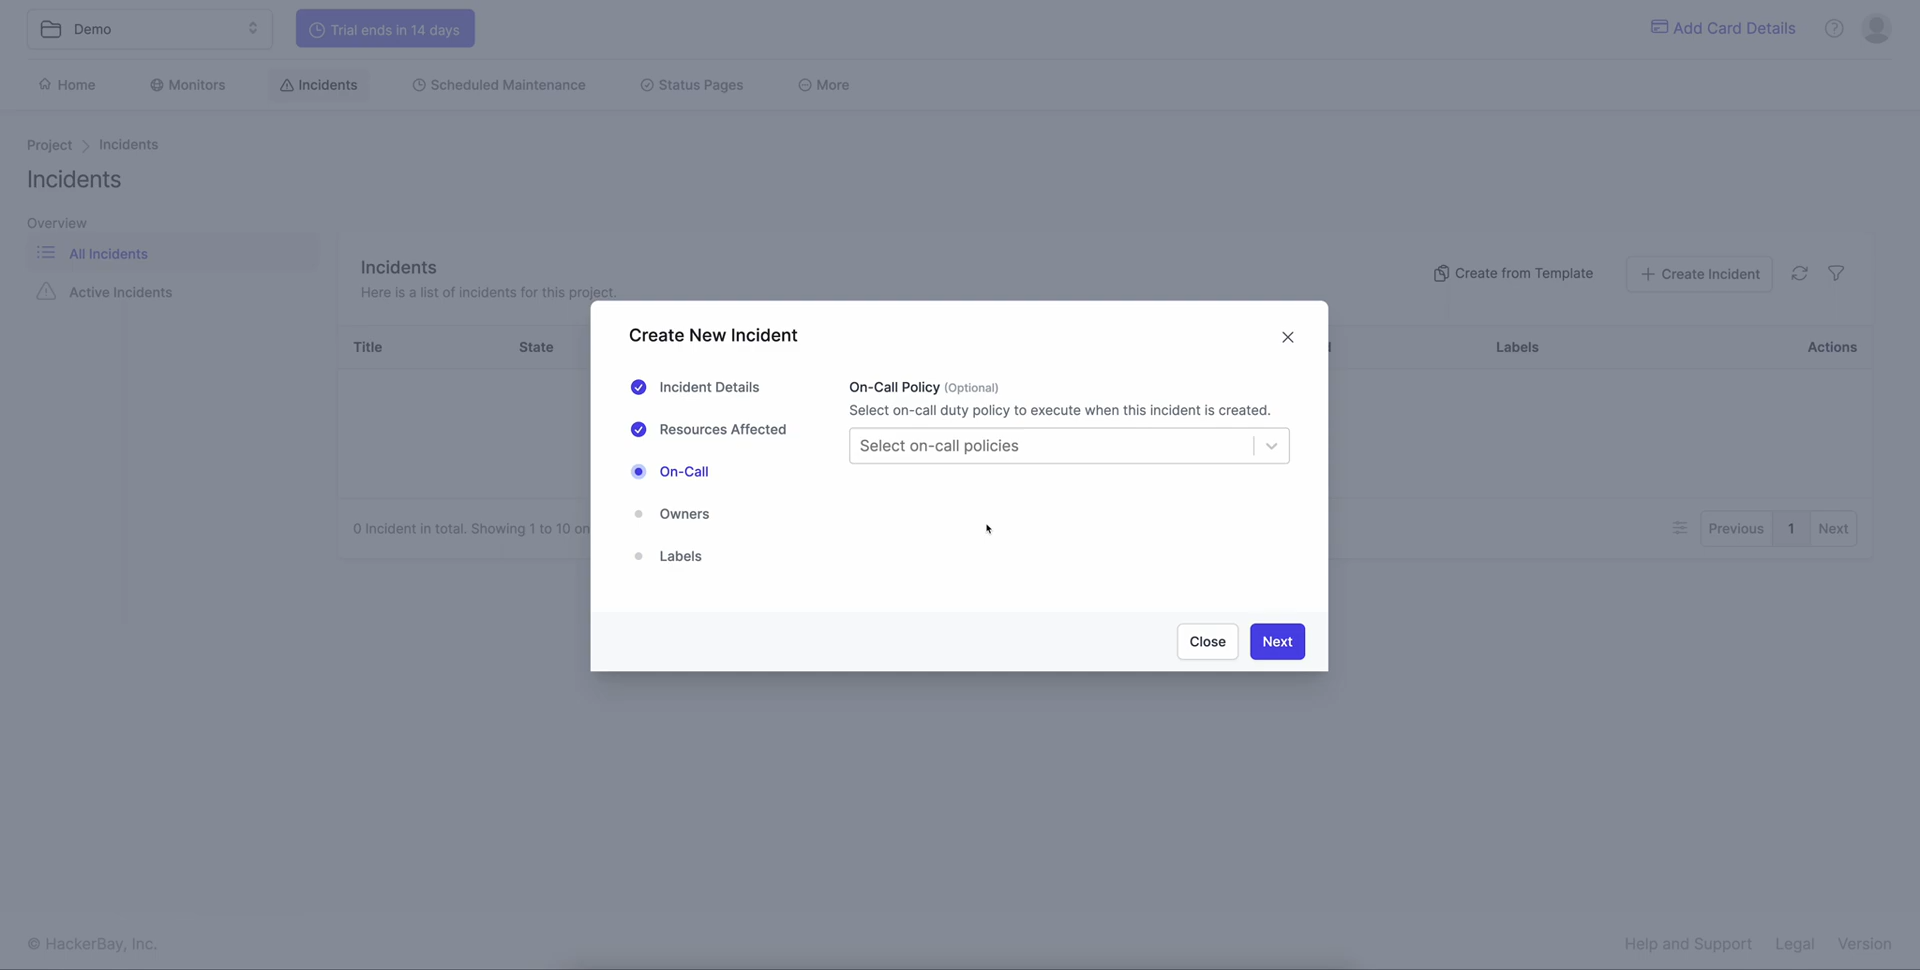 Demo
Trial ends in 14 days
Add Card Details
Home
Monitors
Incidents
Scheduled Maintenance
Status Pages
More
Project
Incidents
Incidents
Overview
All Incidents
Active Incidents
Incidents
Here is a list of incidents for this project.
Create from Template
Create Incident
Title
State
Labels
Actions
0 Incident in total. Showing 1 to 10 on
Previous
1
Next
Create New Incident
Incident Details
Resources Affected
On-Call
Owners
Labels
On-Call Policy (Optional)
Select on-call duty policy to execute when this incident is created.
Select on-call policies
Close
Next
© HackerBay, Inc.
Help and Support
Legal
Version